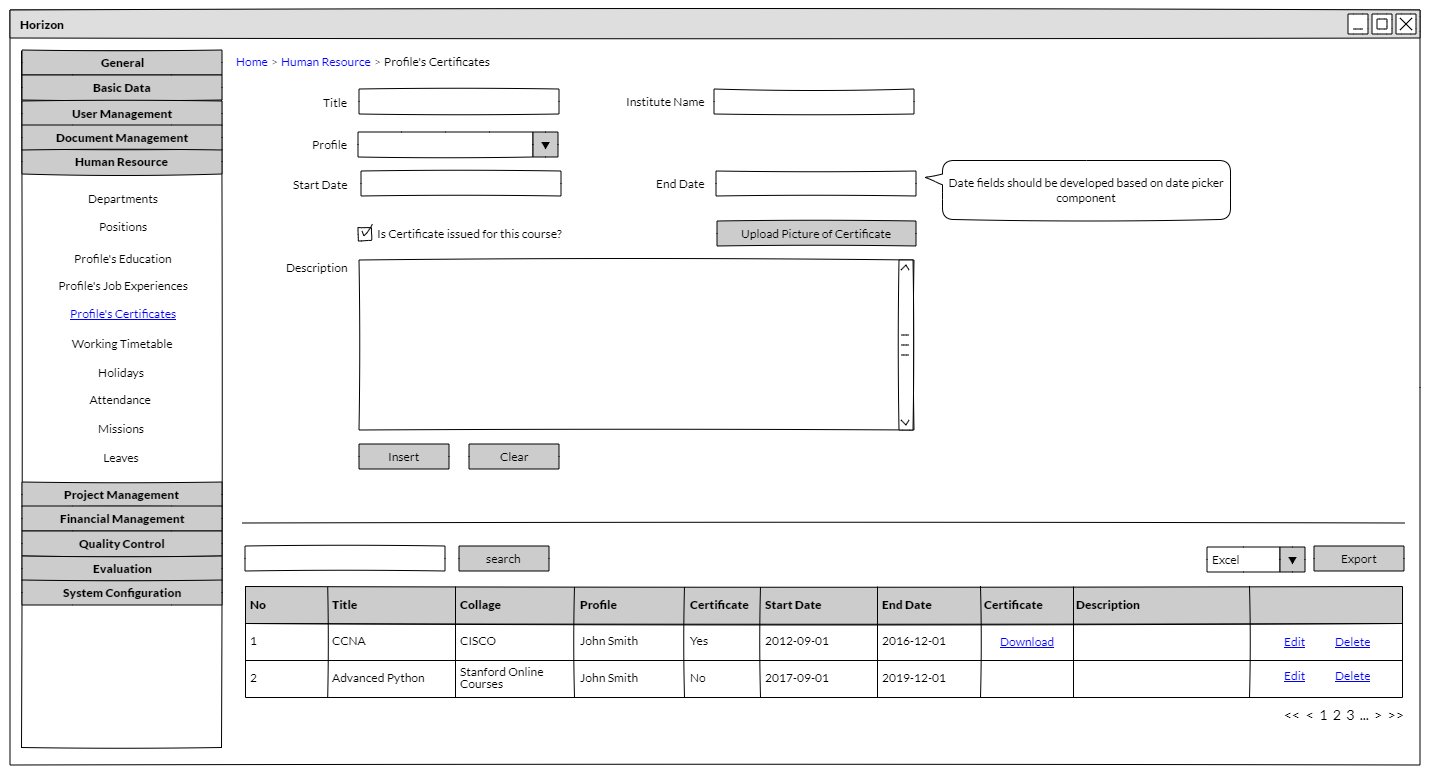 Horizon
General
Basic Data
User Management
Document Management
Human Resource
Departments
Positions
Profile's Education
Profile's Job Experiences
Profile's Certificates
Working Timetable
Holidays
Attendance
Missions
Leaves
Project Management
Financial Management
Quality Control
Evaluation
System Configuration
Home > Human Resource > Profile's Certificates
Title
Institute Name
Profile
Start Date
End Date
Date fields should be developed based on date picker
component
Is Certificate issued for this course?
Upload Picture of Certificate
Description
Insert
Clear
search
Excel
Export
No Title Collage Profile Certificate Start Date End Date Certificate Description
1 CCNA CISCO John Smith Yes 2012-09-01 2016-12-01 Download Edit Delete
2 Advanced Python Stanford Online John Smith No 2017-09-01 2019-12-01 Edit Delete
Courses
<< < 1 2 3 ... > >>